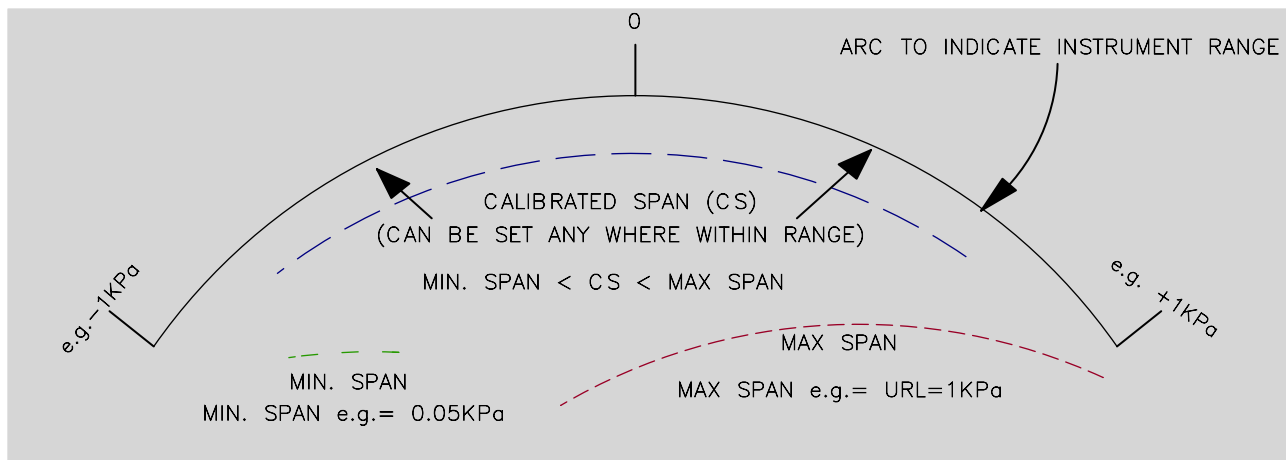 0
ARC TO INDICATE INSTRUMENT RANGE
CALIBRATED SPAN (CS)
(CAN BE SET ANY WHERE WITHIN RANGE)
MIN. SPAN < CS < MAX SPAN
e.g.-1KPa
e.g. +1KPa
MAX SPAN
MAX SPAN e.g.= URL=1KPa
MIN. SPAN
MIN. SPAN e.g.= 0.05KPa